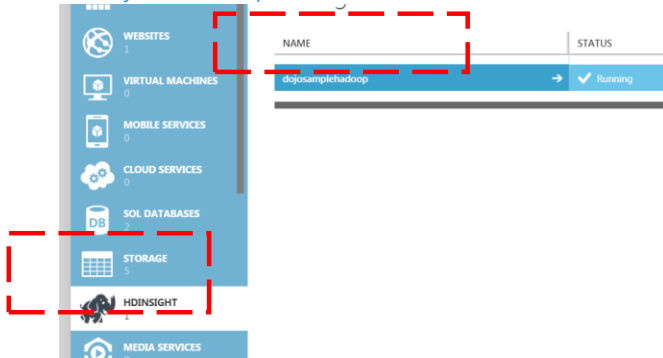 WEBSITES
1
VIRTUAL MACHINES
0
MOBILE SERVICES
0
CLOUD SERVICES
0
DB
SQL DATABASES
2
STORAGE
5
HDINSIGHT
1
MEDIA SERVICES
NAME
STATUS
dojosamplehadoop
Running